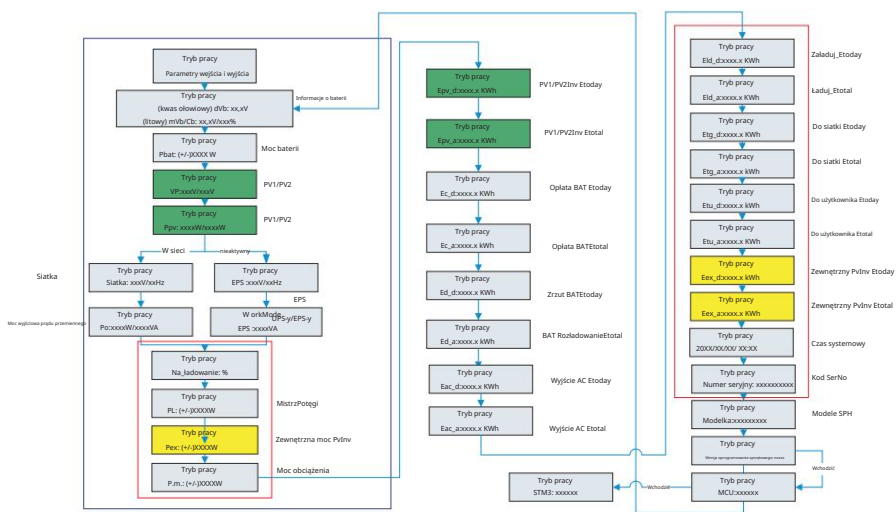 Tryb pracy
Parametry wejścia i wyjścia
Tryb pracy
(kwas ołowiowy) dVb: xx,xV
(litowy) mVb/Cb: xx,xV/xxx%
Informacje o baterii
Tryb pracy
Pbat: (+/-)XXXX W
Moc baterii
Tryb pracy
VP:xxxV/xxxV
PV1/PV2
Tryb pracy
Ppv: xxxxW/xxxxW
PV1/PV2
W sieci
nieaktywny
Siatka
Tryb pracy
Siatka: xxxV/xxHz
Tryb pracy
EPS :xxxV/xxHz
EPS
Moc wyjściowa prądu przemiennego
Tryb pracy
Po:xxxxW/xxxxVA
W orkMode
EPS :xxxxVA
UPS-y/EPS-y
Tryb pracy
Na_ładowanie: %
Tryb pracy
PL: (+/-)XXXXW
MistrzPotęgi
Tryb pracy
Pex: (+/-)XXXXW
Zewnętrzna moc PvInv
Tryb pracy
P.m.: (+/-)XXXXW
Moc obciążenia
Tryb pracy
Epv_d:xxxx.x KWh
PV1/PV2Inv Etoday
Tryb pracy
Epv_a:xxxx.x KWh
PV1/PV2Inv Etotal
Tryb pracy
Ec_d:xxxx.x KWh
Opłata BAT Etoday
Tryb pracy
Ec_a:xxxx.x kWh
Opłata BATEtotal
Tryb pracy
Ed_d:xxxx.x KWh
Zrzut BATEtoday
Tryb pracy
Ed_a:xxxx.x KWh
BAT RozładowanieEtotal
Tryb pracy
Eac_d:xxxx.x KWh
Wyjście AC Etoday
Tryb pracy
Eac_a:xxxx.x KWh
Wyjście AC Etotal
Tryb pracy
Eld_d:xxxx.x KWh
Załaduj_Etoday
Tryb pracy
Eld_a:xxxx.x KWh
Ładuj_Etotal
Tryb pracy
Etg_d:xxxx.x KWh
Do siatki Etoday
Tryb pracy
Etg_a:xxxx.x kWh
Do siatki Etotal
Tryb pracy
Etu_d:xxxx.x kWh
Do użytkownika Etoday
Tryb pracy
Etu_a:xxxx.x KWh
Do użytkownika Etotal
Tryb pracy
Eex_d:xxxx.x kWh
Zewnętrzny PvInv Etoday
Tryb pracy
Eex_a:xxxx.x kWh
Zewnętrzny PvInv Etotal
Tryb pracy
20XX/XX/XX/ XX:XX
Czas systemowy
Tryb pracy
Numer seryjny: xxxxxxxxxx
Kod SerNo
Tryb pracy
Modelka:xxxxxxxxx
Modele SPH
Tryb pracy
Wchodzić
Tryb pracy
MCU:xxxxxx
Wchodzić
Tryb pracy
STM3: xxxxxx